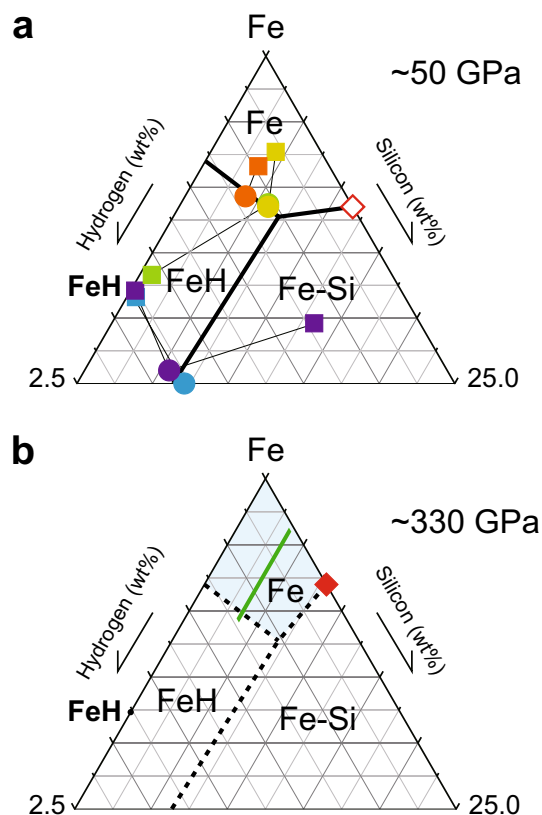 a
Fe
~50 GPa
Fe
Hydrogen (wt%)
Silicon (wt%)
FeH
FeH
Fe-Si
2.5
25.0
b
Fe
~330 GPa
Hydrogen (wt%)
Silicon (wt%)
Fe
FeH
FeH
Fe-Si
2.5
25.0